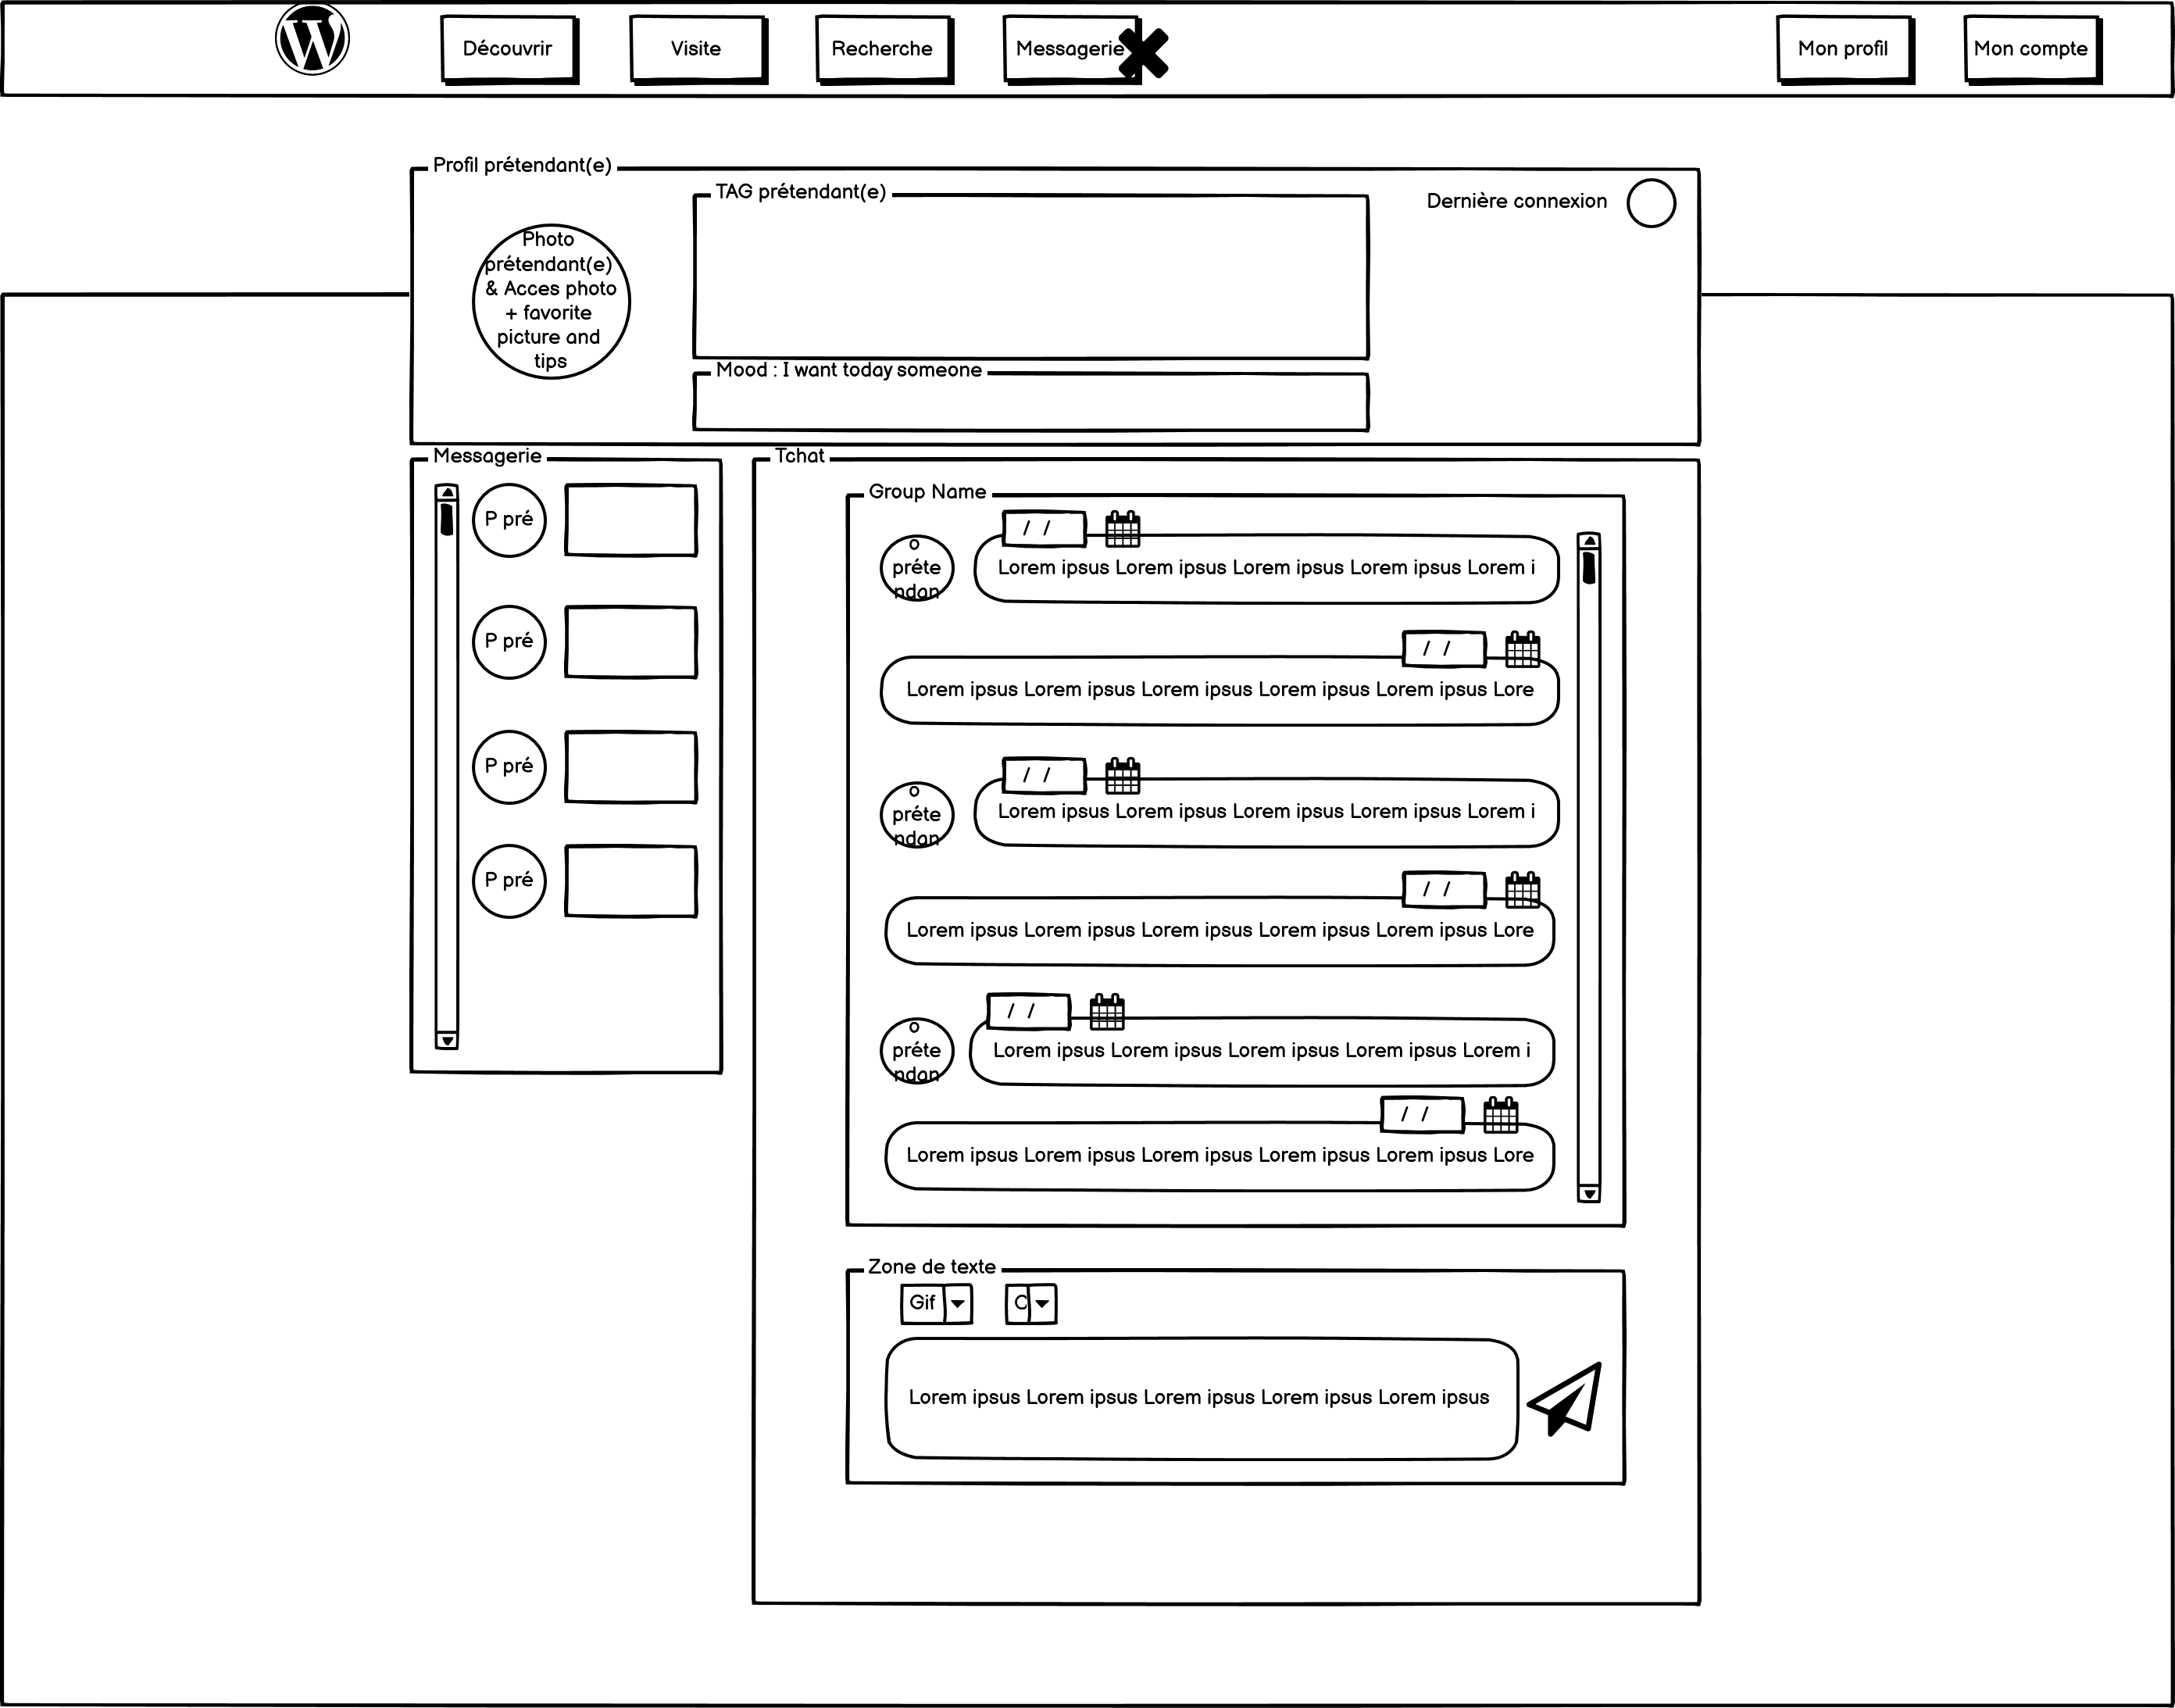 Découvrir
Visite
Recherche
Messagerie
Mon profil
Mon compte
Profil prétendant(e)
TAG prétendant(e)
Dernière connexion
Photo
prétendant(e)
& Acces photo
+ favorite
picture and
tips
Mood : I want today someone
Messagerie
P pré
P pré
P pré
P pré
Tchat
Group Name
/ /
o
préte
ndan
Lorem ipsus Lorem ipsus Lorem ipsus Lorem ipsus Lorem i
/ /
Lorem ipsus Lorem ipsus Lorem ipsus Lorem ipsus Lorem ipsus Lore
/ /
o
préte
ndan
Lorem ipsus Lorem ipsus Lorem ipsus Lorem ipsus Lorem i
/ /
Lorem ipsus Lorem ipsus Lorem ipsus Lorem ipsus Lorem ipsus Lore
/ /
o
préte
ndan
Lorem ipsus Lorem ipsus Lorem ipsus Lorem ipsus Lorem i
/ /
Lorem ipsus Lorem ipsus Lorem ipsus Lorem ipsus Lorem ipsus Lore
Zone de texte
Gif
Lorem ipsus Lorem ipsus Lorem ipsus Lorem ipsus Lorem ipsus